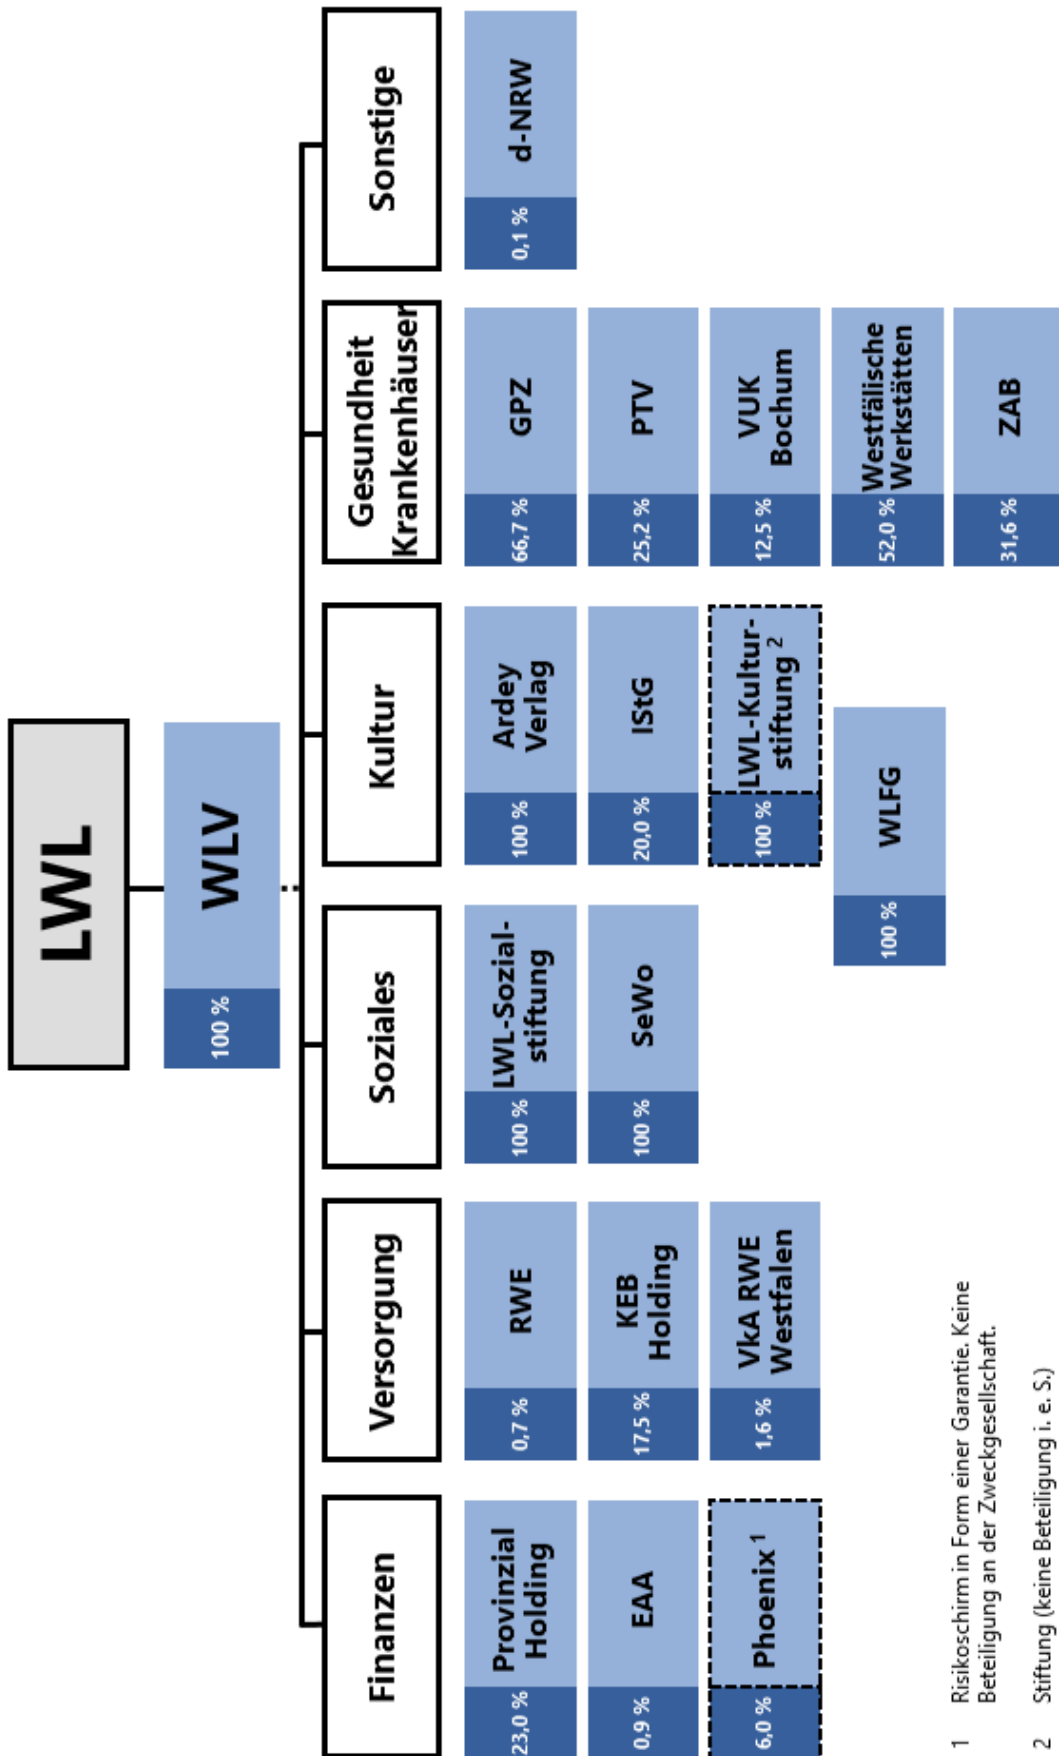 LWL
100 %
WLV
Finanzen
23,0 %
Provinzial
Holding
0,9 %
EAA
6,0 %
Phoenix ¹
Versorgung
0,7 %
RWE
17,5 %
KEB
Holding
1,6 %
VkA RWE
Westfalen
Soziales
100 %
LWL-Sozial-
stiftung
100 %
SeWo
Kultur
100 %
Ardey
Verlag
20,0 %
IStG
100 %
LWL-Kultur-
stiftung ²
100 %
WLFG
Gesundheit
Krankenhäuser
66,7 %
GPZ
25,2 %
PTV
12,5 %
VUK
Bochum
52,0 %
Westfälische
Werkstätten
31,6 %
ZAB
Sonstige
0,1 %
d-NRW
1 Risikoschirm in Form einer Garantie. Keine
Beteiligung an der Zweckgesellschaft.
2 Stiftung (keine Beteiligung i. e. S.)